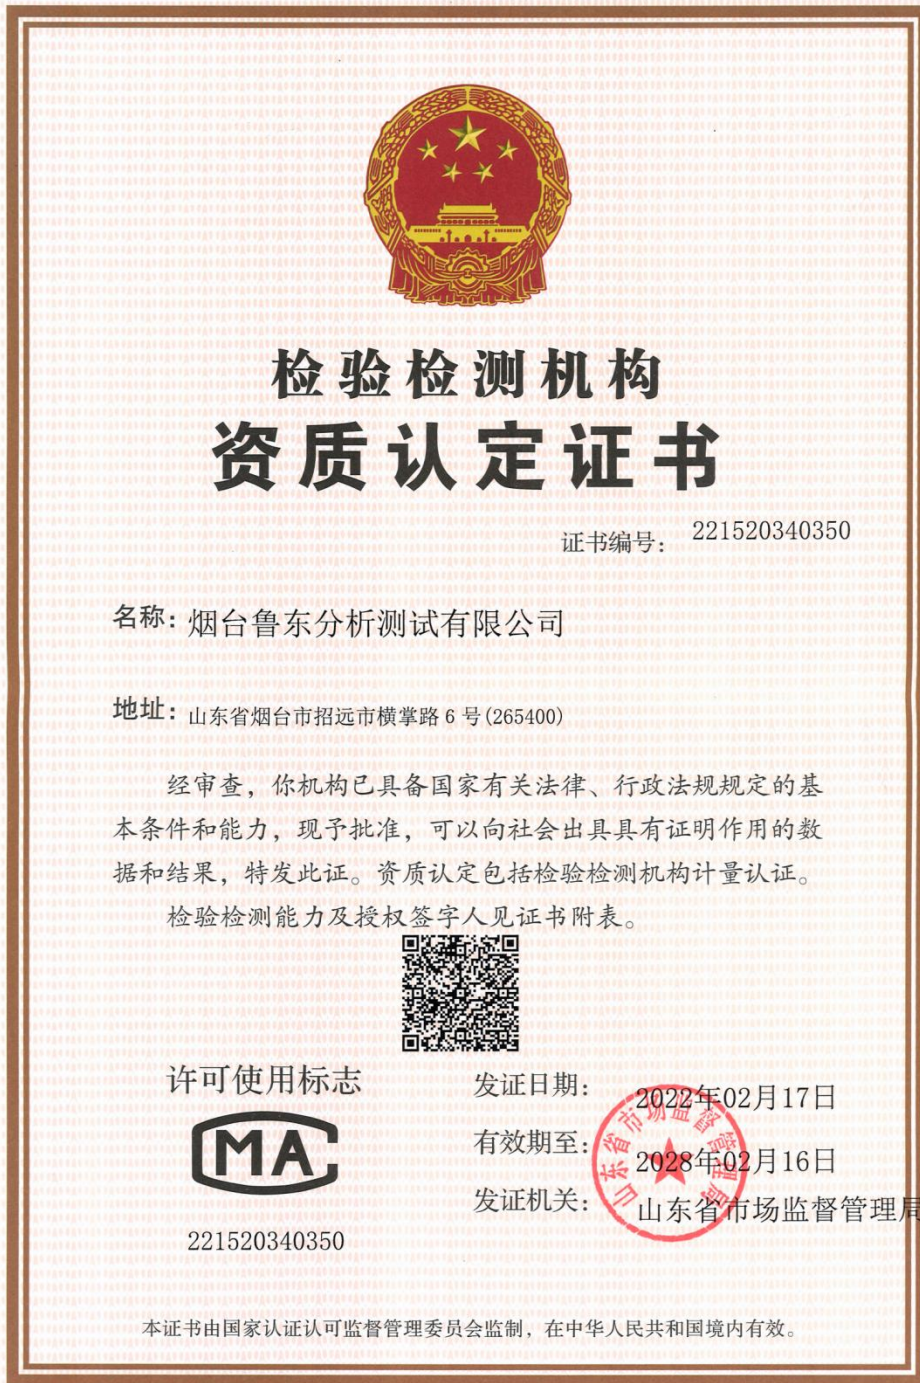 检验检测机构
资质认定证书
证书编号: 221520340350
名称: 烟台鲁东分析测试有限公司
地址: 山东省烟台市招远市横掌路 6 号(265400)
经审查，你机构已具备国家有关法律、行政法规规定的基
本条件和能力，现予批准，可以向社会出具具有证明作用的数
据和结果，特发此证。资质认定包括检验检测机构计量认证。
检验检测能力及授权签字人见证书附表。
许可使用标志
MA
221520340350
发证日期: 2022年02月17日
有效期至: 2028年02月16日
发证机关: 山东省市场监督管理局
山东省市场监督管理局
本证书由国家认证认可监督管理委员会监制，在中华人民共和国境内有效。